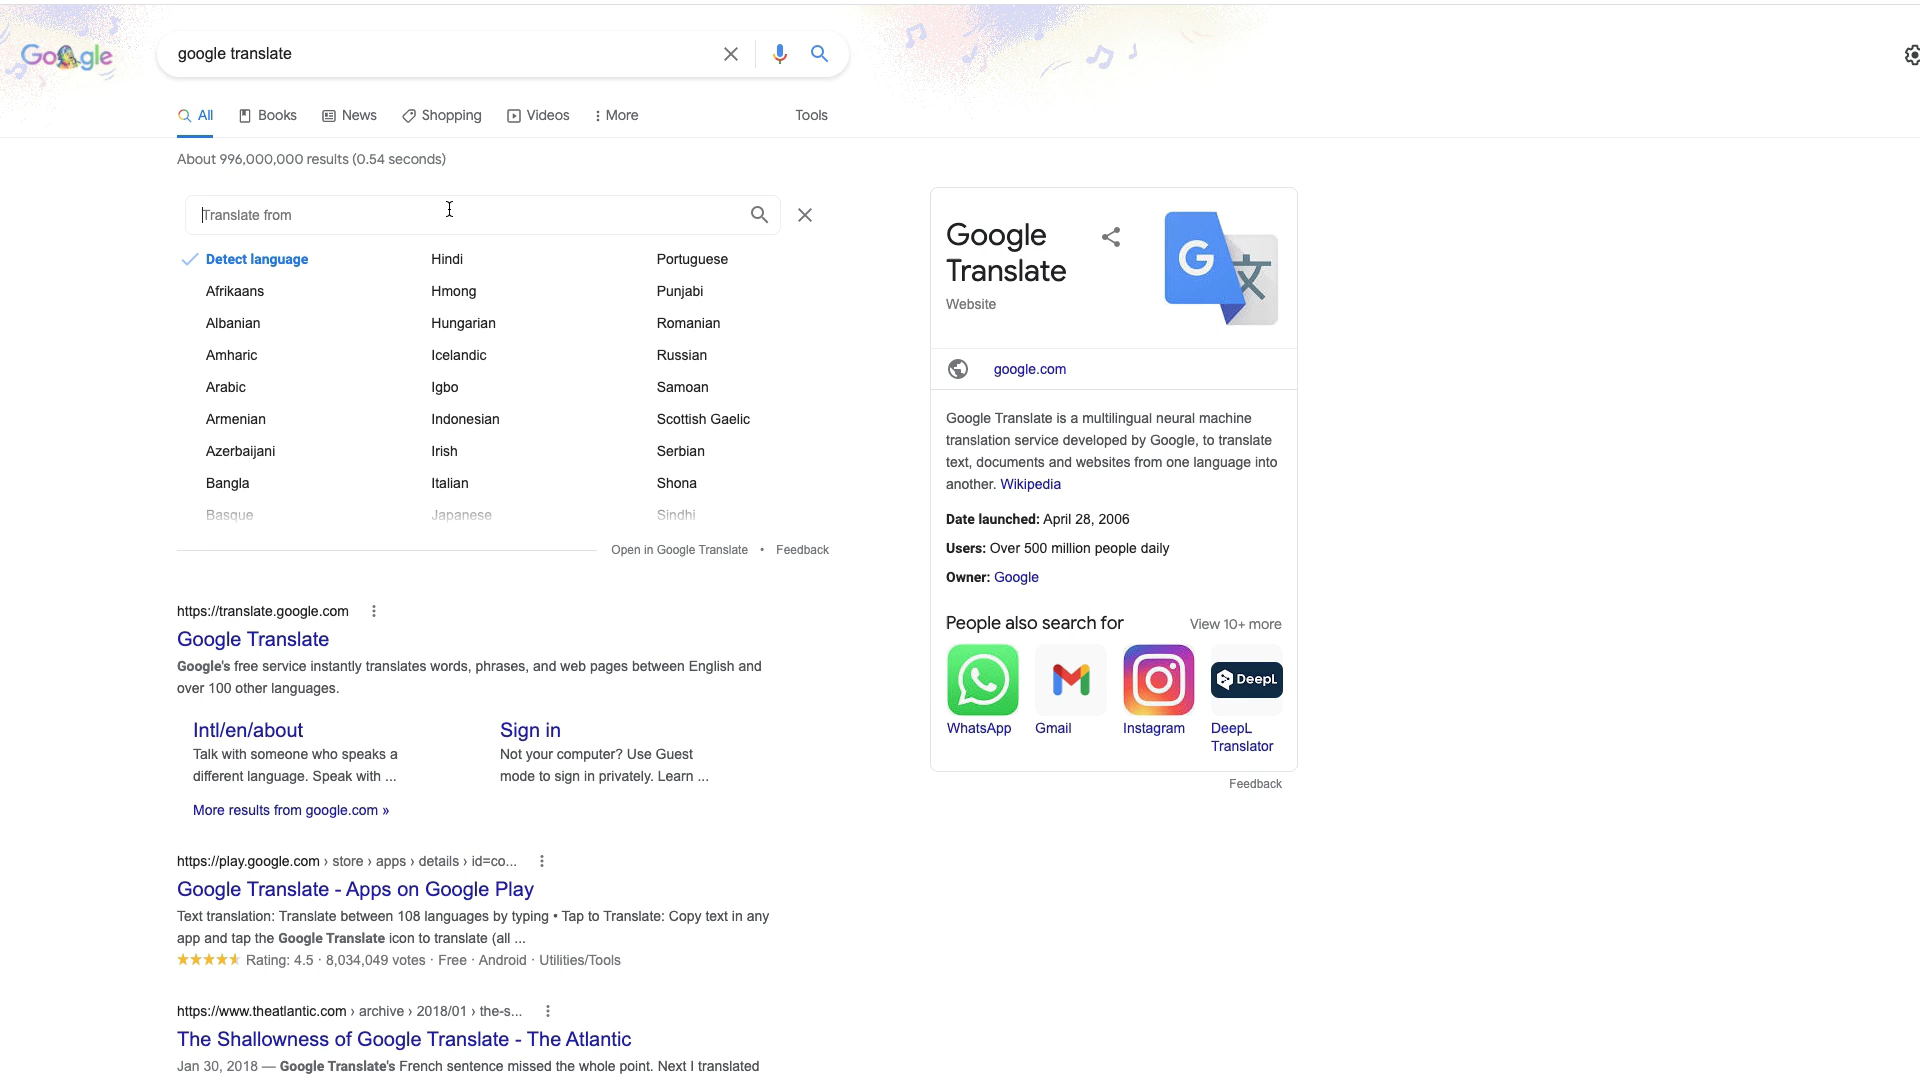 Google
google translate
All Books News Shopping Videos More Tools
About 996,000,000 results (0.54 seconds)
Translate from
Detect language Hindi Portuguese
Afrikaans Hmong Punjabi
Albanian Hungarian Romanian
Amharic Icelandic Russian
Arabic Igbo Samoan
Armenian Indonesian Scottish Gaelic
Azerbaijani Irish Serbian
Bangla Italian Shona
Basque Japanese Sindhi
Open in Google Translate • Feedback
https://translate.google.com
Google Translate
Google's free service instantly translates words, phrases, and web pages between English and
over 100 other languages.
Intl/en/about
Talk with someone who speaks a
different language. Speak with ...
Sign in
Not your computer? Use Guest
mode to sign in privately. Learn ...
More results from google.com »
https://play.google.com › store › apps › details › id=co...
Google Translate - Apps on Google Play
Text translation: Translate between 108 languages by typing • Tap to Translate: Copy text in any
app and tap the Google Translate icon to translate (all ...
Rating: 4.5 · 8,034,049 votes · Free · Android · Utilities/Tools
https://www.theatlantic.com › archive › 2018/01 › the-s...
The Shallowness of Google Translate - The Atlantic
Jan 30, 2018 — Google Translate's French sentence missed the whole point. Next I translated
Google
Translate
Website
G
google.com
Google Translate is a multilingual neural machine
translation service developed by Google, to translate
text, documents and websites from one language into
another. Wikipedia
Date launched: April 28, 2006
Users: Over 500 million people daily
Owner: Google
People also search for View 10+ more
DeepL
WhatsApp Gmail Instagram DeepL
Translator
Feedback